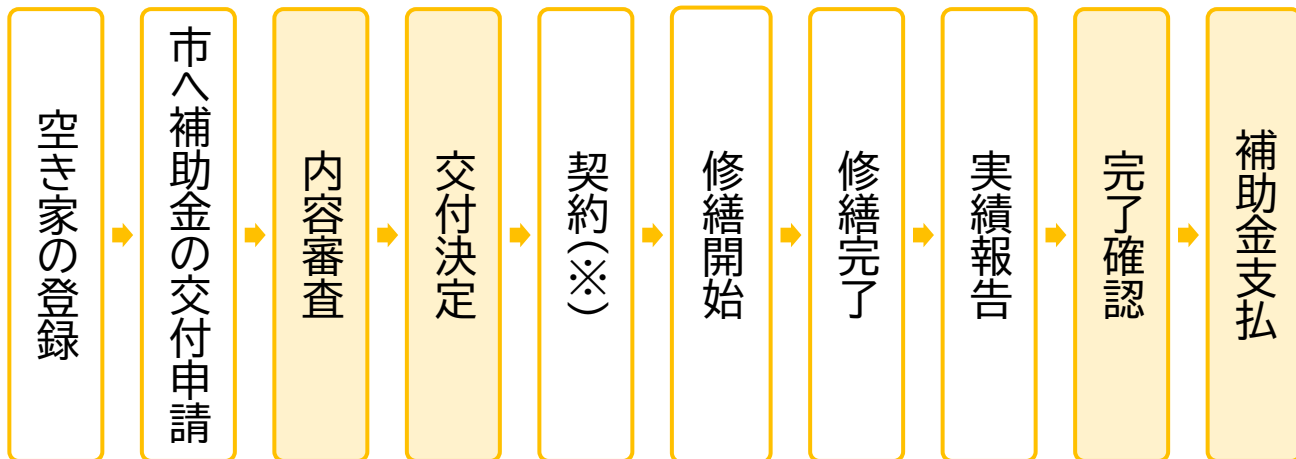 空き家の登録
市へ補助金の交付申請
内容審査
交付決定
契約(※)
修繕開始
修繕完了
実績報告
完了確認
補助金支払